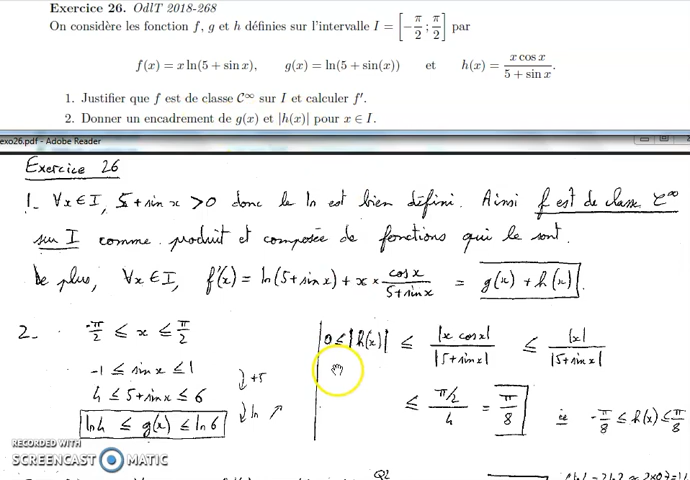 Exercice 26. OdlT 2018-268
On considère les fonction f, g et h définies sur l'intervalle I = [-π/2 ; π/2] par
f(x) = x ln(5 + sin x), g(x) = ln(5 + sin(x)) et h(x) = x cos x / 5 + sin x.
1. Justifier que f est de classe C^∞ sur I et calculer f'.
2. Donner un encadrement de g(x) et |h(x)| pour x ∈ I.
exo26.pdf - Adobe Reader
Exercice 26
1- ∀x ∈ I, 5 + sin x > 0 donc le ln est bien défini. Ainsi f est de classe C^∞
sur I comme produit et composée de fonctions qui le sont.
De plus, ∀x ∈ I, f'(x) = ln(5 + sin x) + x × cos x / 5 + sin x = g(x) + h(x)
2- -π/2 ≤ x ≤ π/2
-1 ≤ sin x ≤ 1
↓ +5
4 ≤ 5 + sin x ≤ 6
↓ ln ↗
ln 4 ≤ g(x) ≤ ln 6
0 ≤ |h(x)| ≤ |x cos x| / |5 + sin x| ≤ |x| / |5 + sin x|
≤ π/2 / 4 = π/8 ie -π/8 ≤ h(x) ≤ π/8
RECORDED WITH
SCREENCAST MATIC
Q2